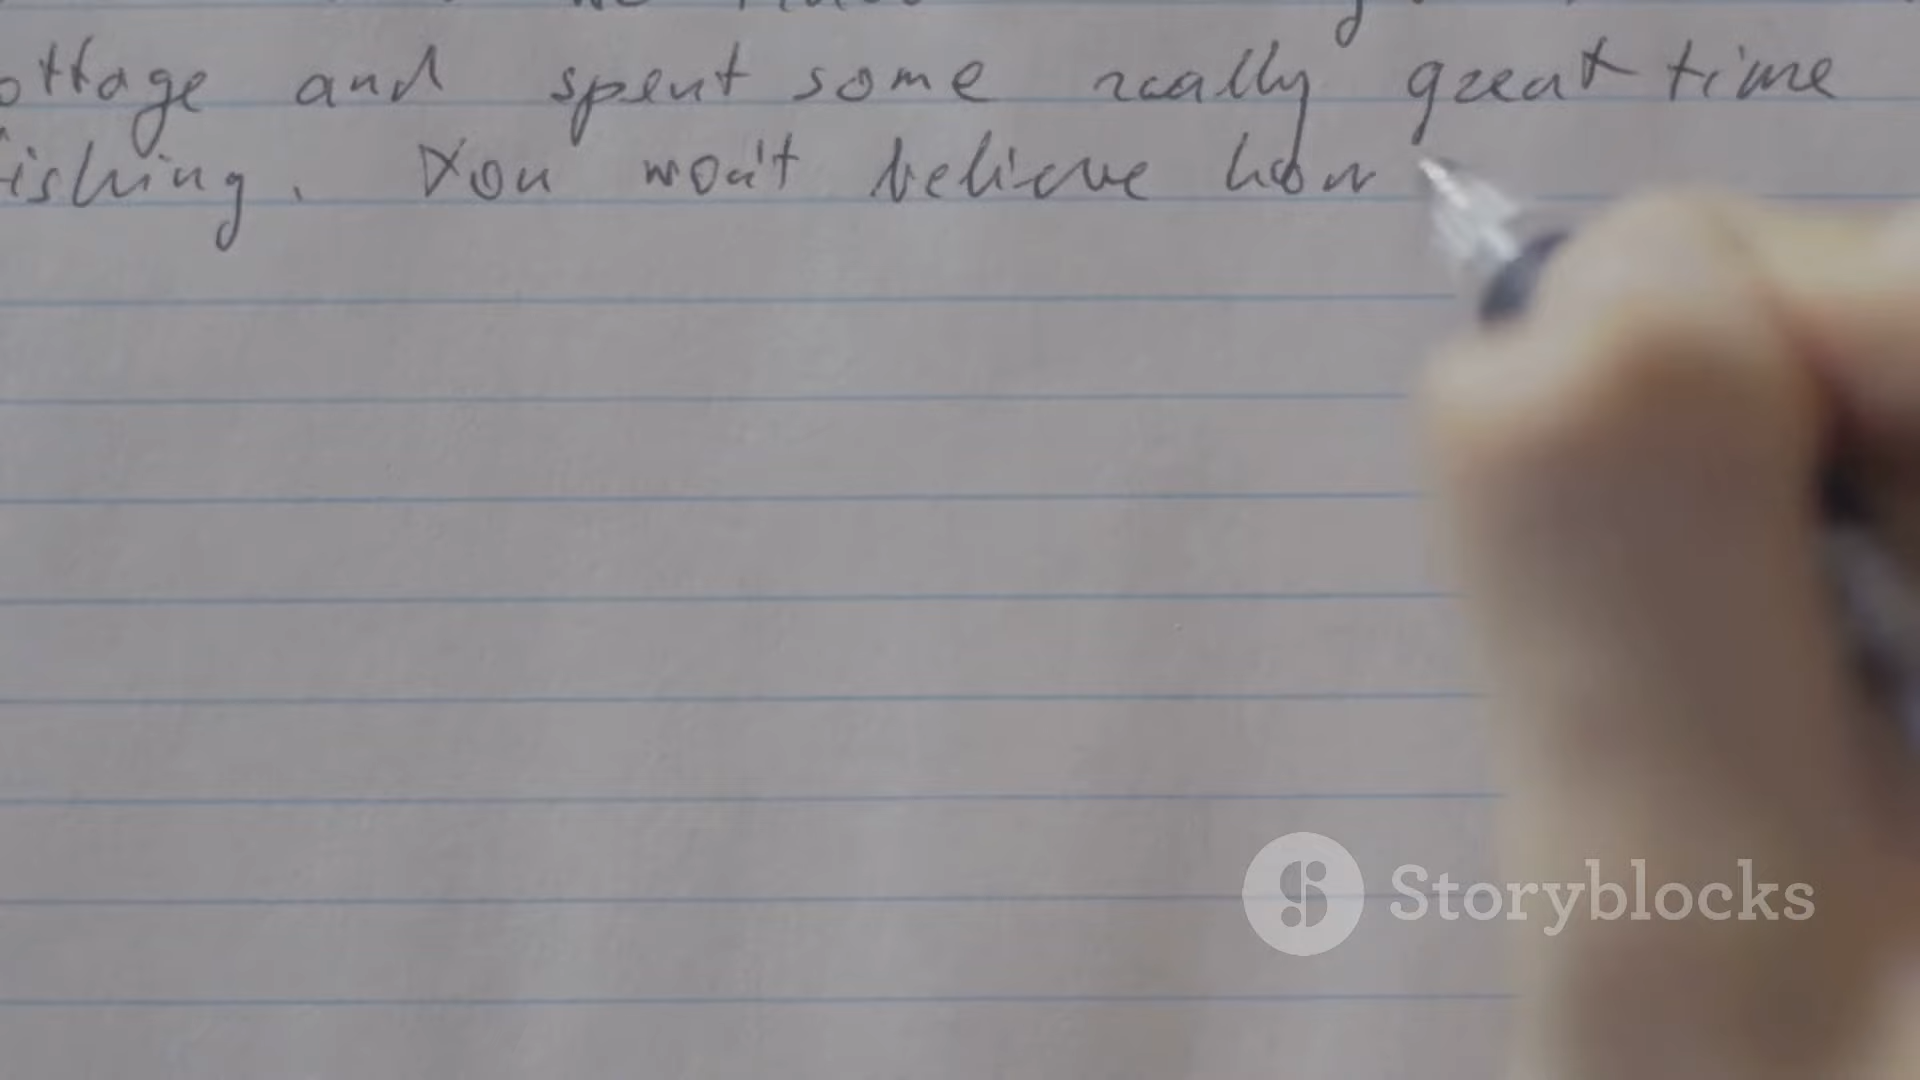 ottage and spent some really great time
ishing. You won't believe how
Storyblocks